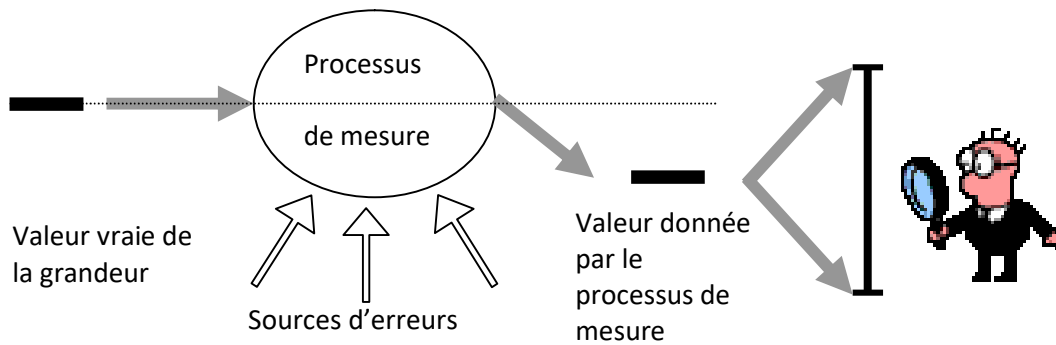 Processus
de mesure
Valeur vraie de
la grandeur
Sources d’erreurs
Valeur donnée
par le
processus de
mesure